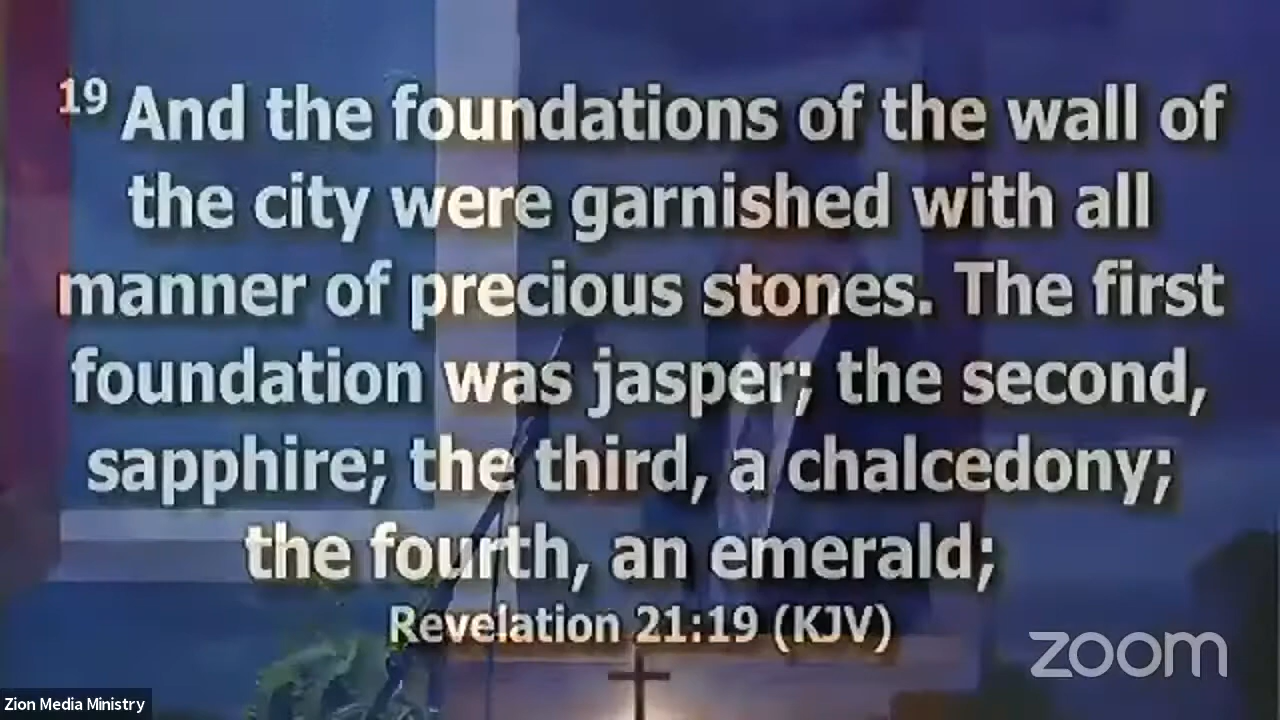 19 And the foundations of the wall of
the city were garnished with all
manner of precious stones. The first
foundation was jasper; the second,
sapphire; the third, a chalcedony;
the fourth, an emerald;
Revelation 21:19 (KJV)
zoom
Zion Media Ministry